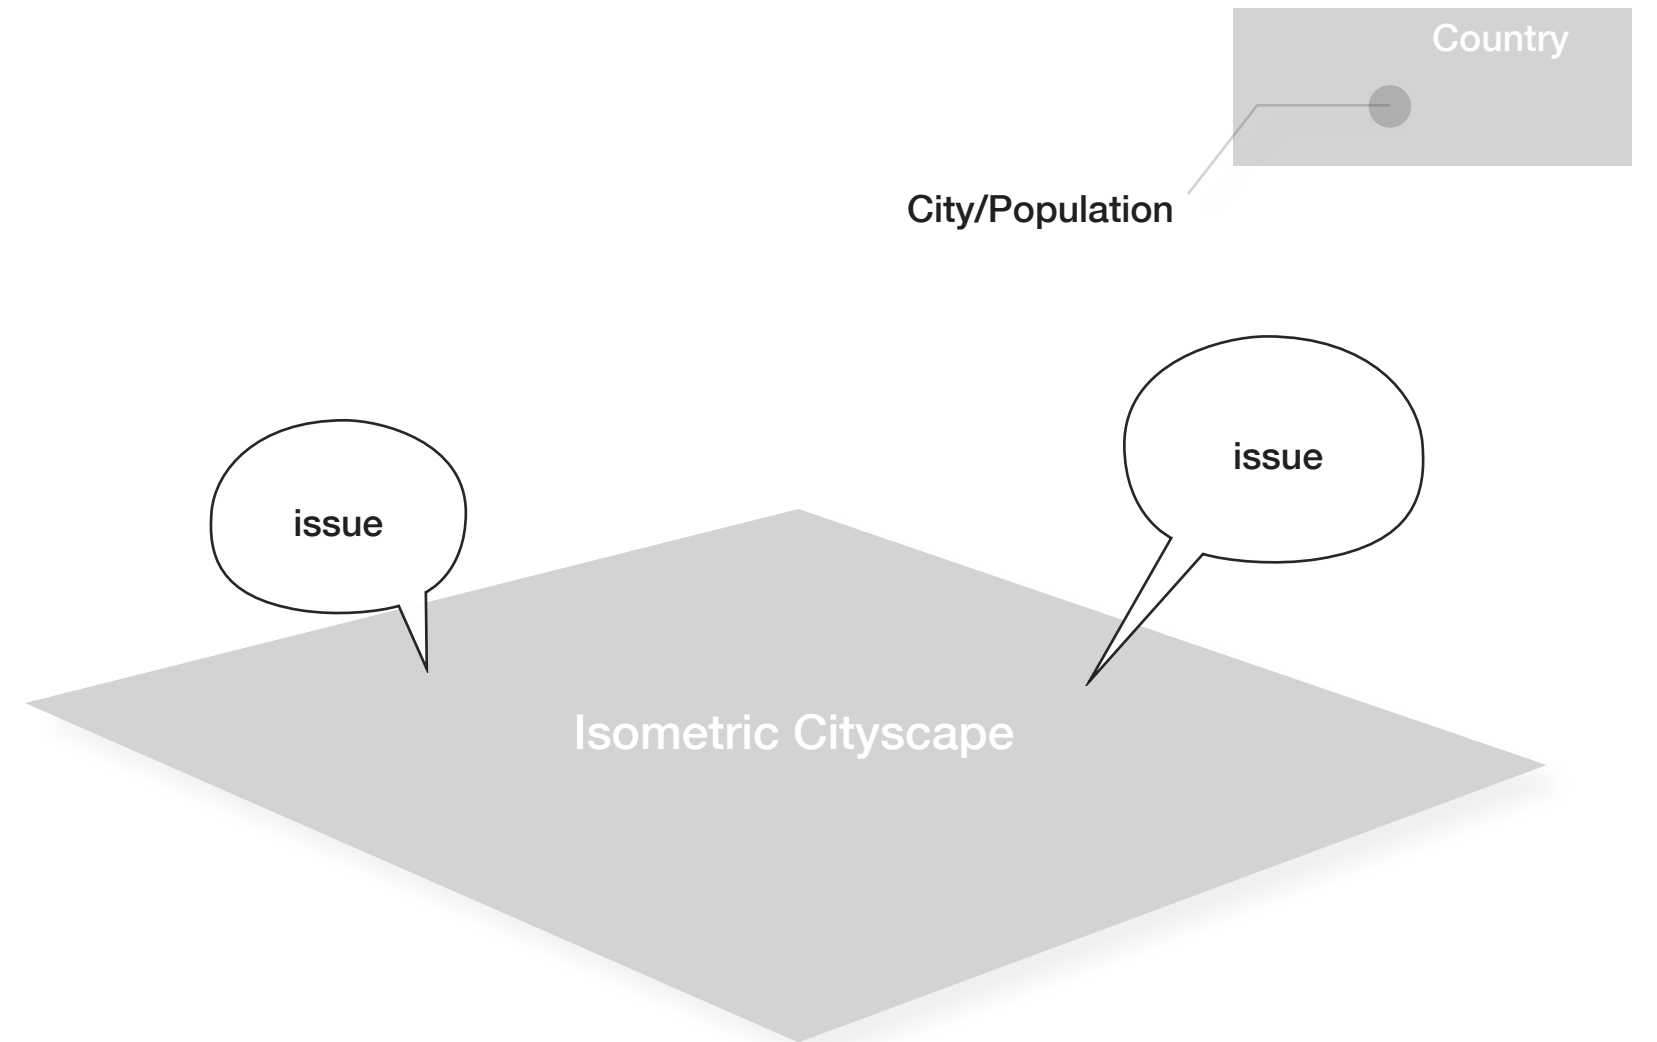 Country
City/Population
issue
issue
Isometric Cityscape